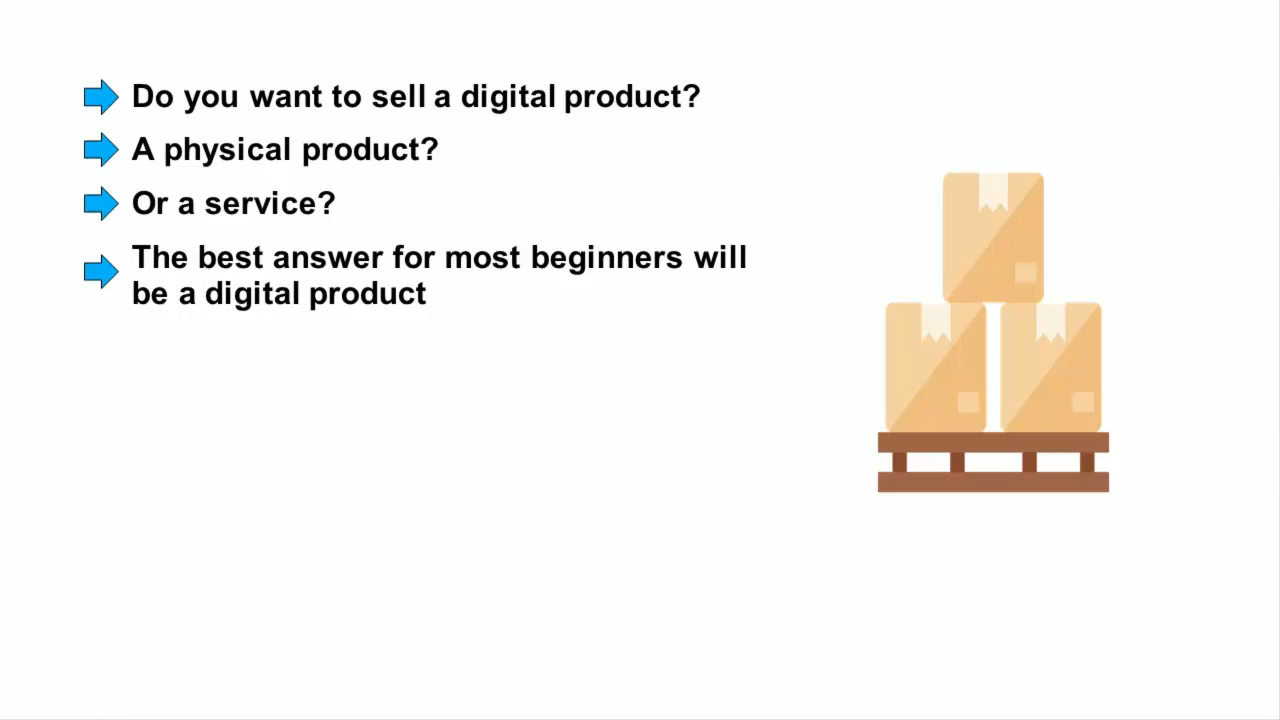 Do you want to sell a digital product?
A physical product?
Or a service?
The best answer for most beginners will
be a digital product